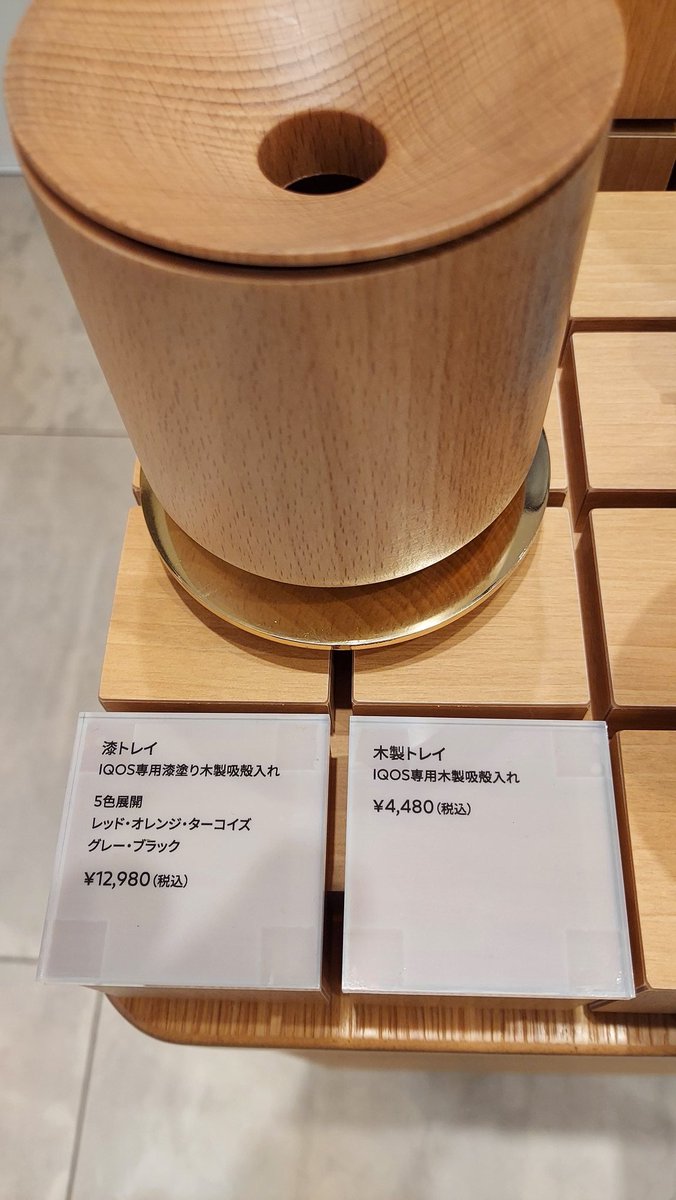 漆トレイ
IQOS専用漆塗り木製吸殻入れ
5色展開
レッド・オレンジ・ターコイズ
グレー・ブラック
¥12,980(税込)
木製トレイ
IQOS専用木製吸殻入れ
¥4,480(税込)